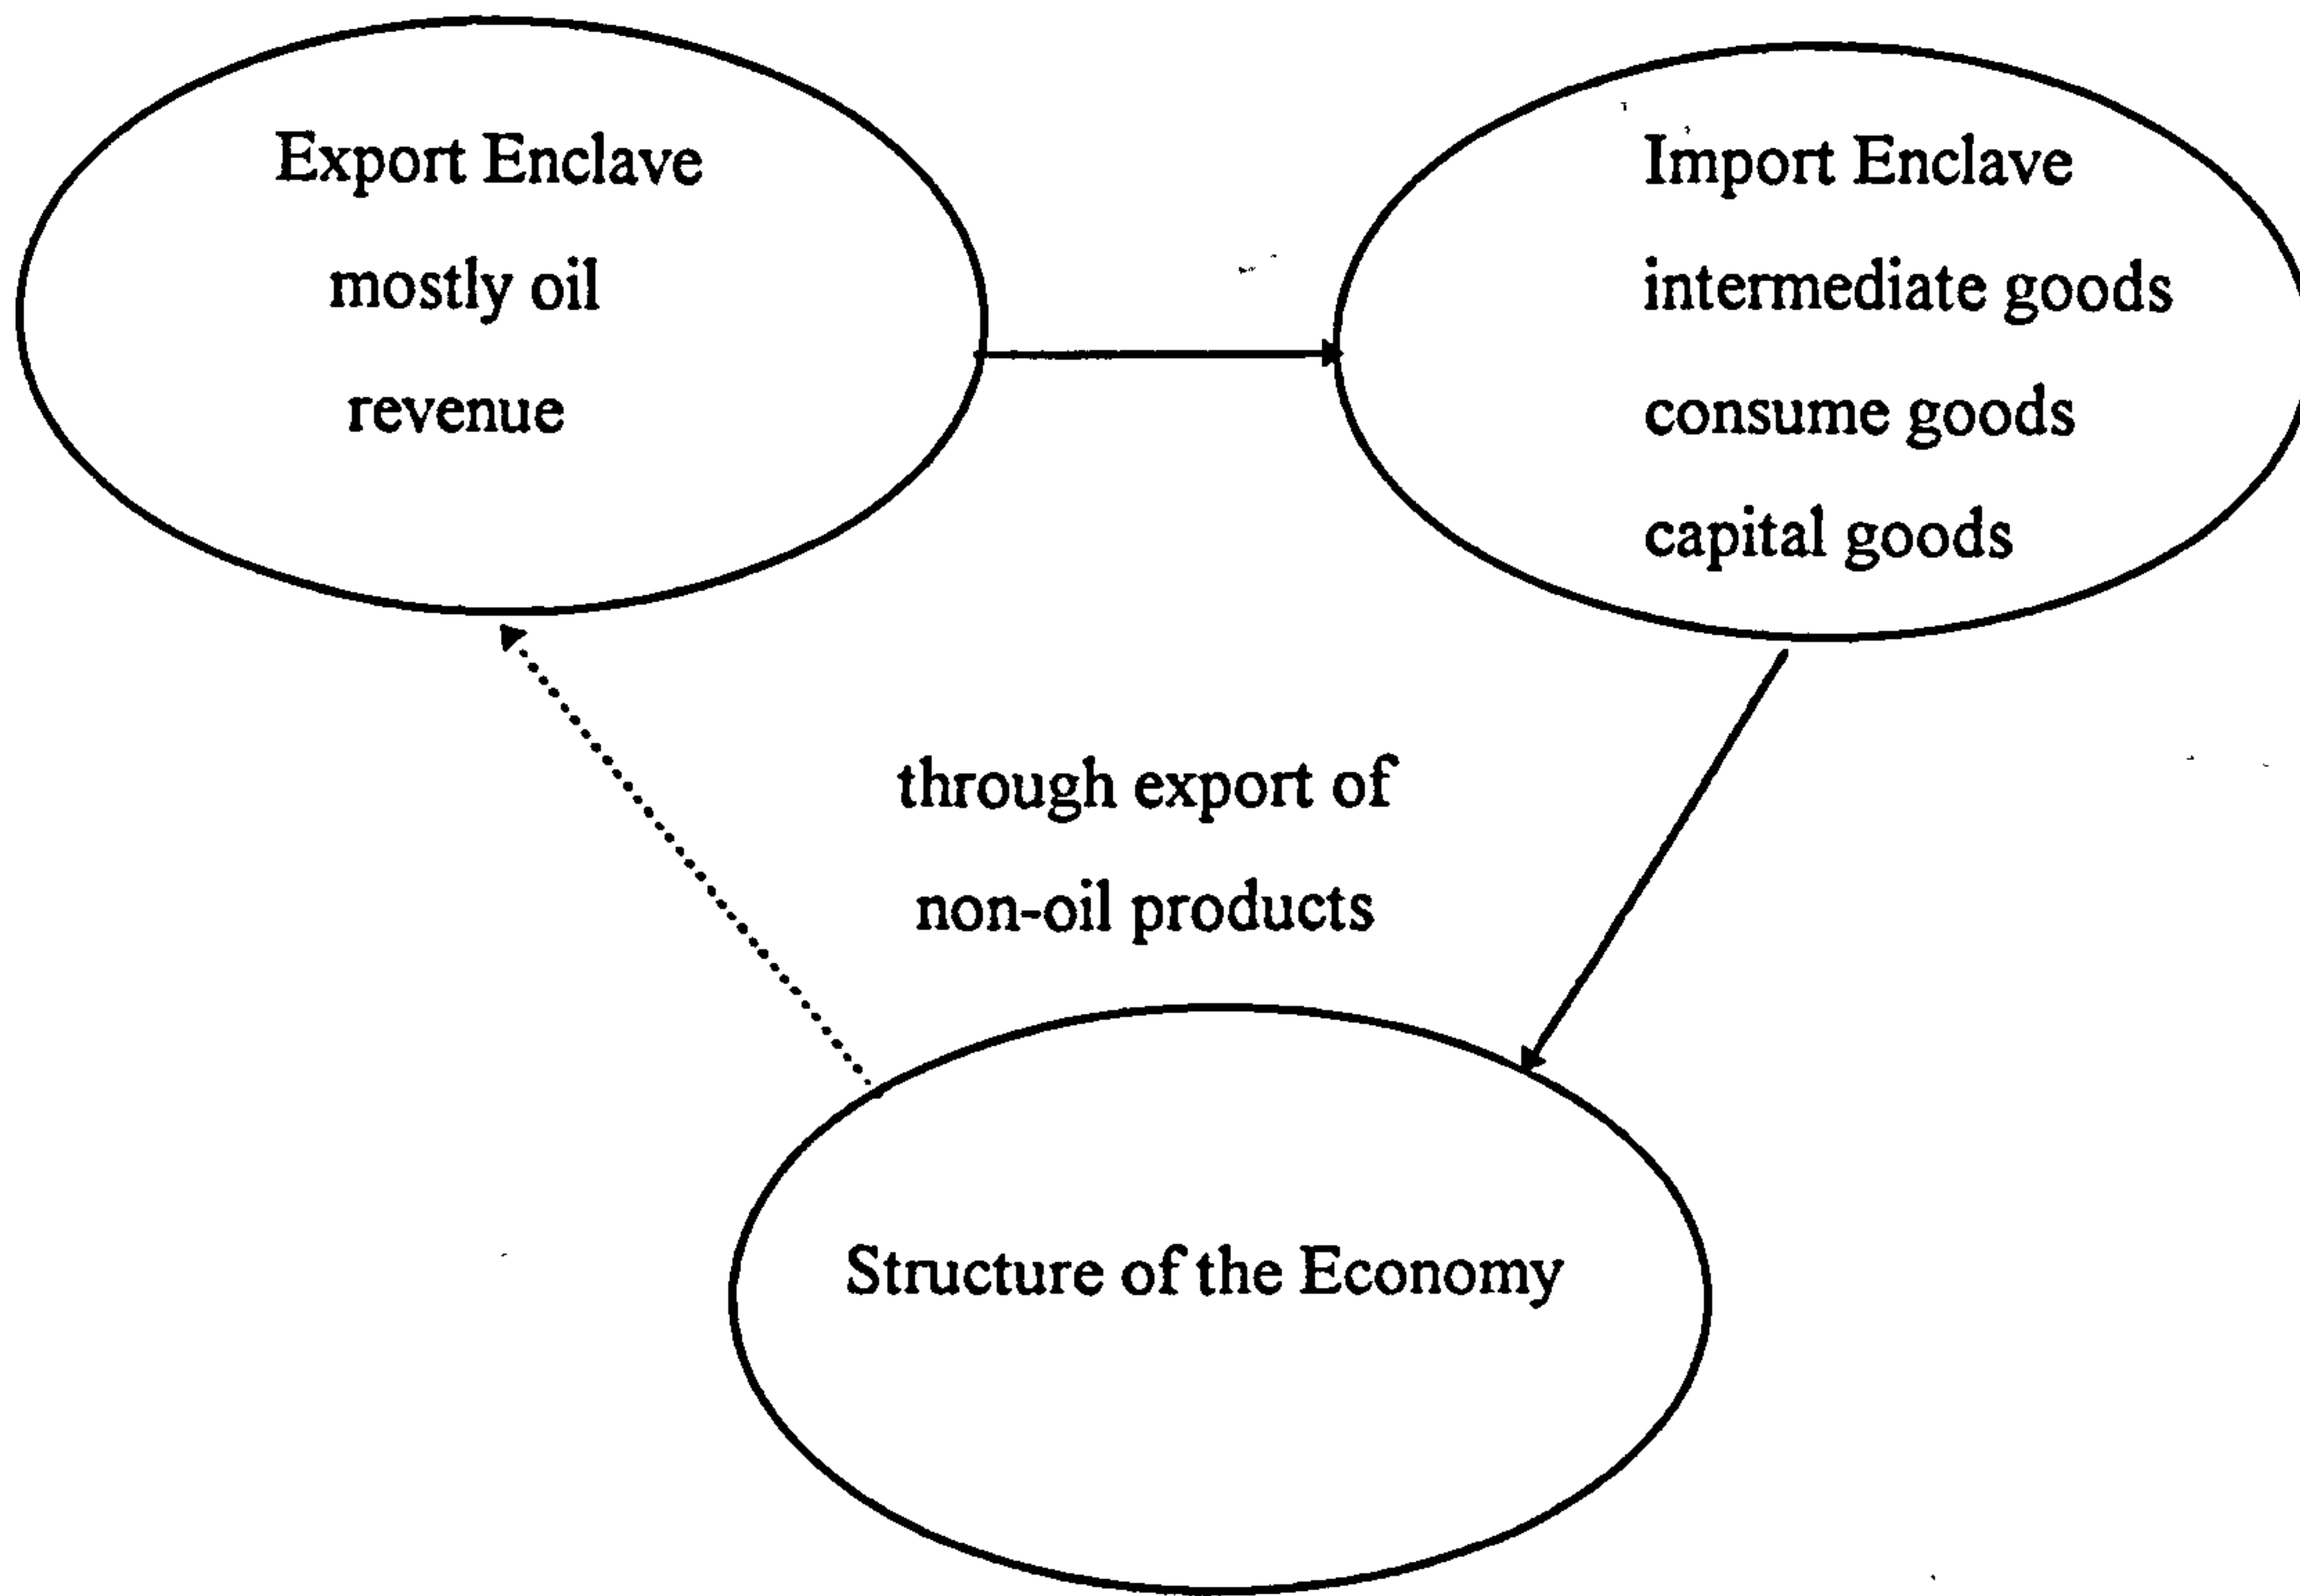 Export Enclave
mostly oil
revenue
Import Enclave
intermediate goods
consume goods
capital goods
through export of
non-oil products
Structure of the Economy